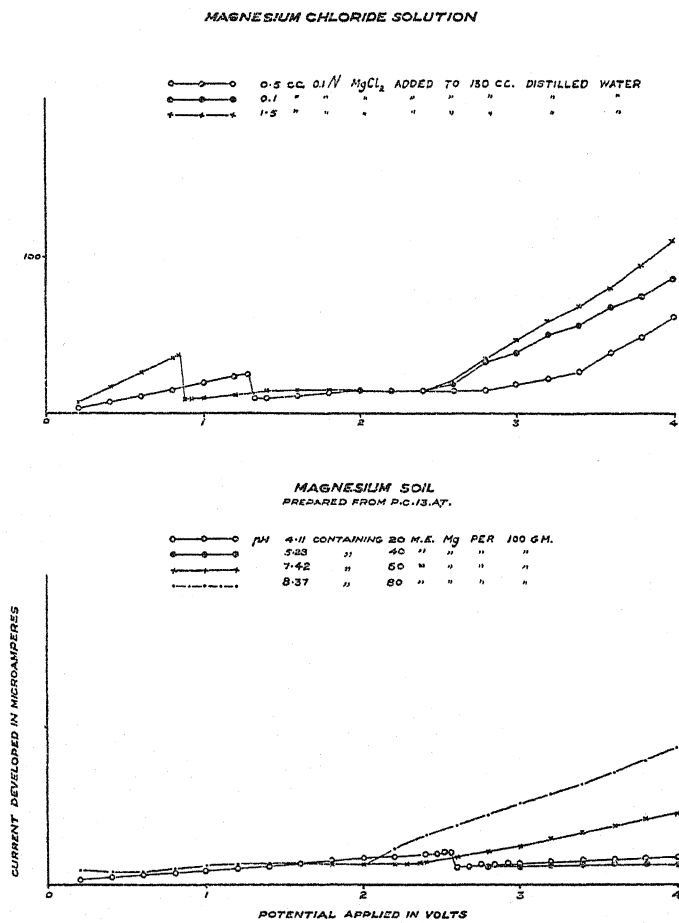 MAGNESIUM CHLORIDE SOLUTION
0.5 CC. 0.1 N MgCl2 ADDED TO 130 CC. DISTILLED WATER
0.1 " " " " " " " " "
1.5 " " " " " " " " "
100
0 1 2 3 4
MAGNESIUM SOIL
PREPARED FROM P.C.13.AT.
pH 4.11 CONTAINING 20 M.E. Mg PER 100 GM.
5.23 " 40 " " " "
7.42 " 60 " " " "
8.37 " 80 " " " "
CURRENT DEVELOPED IN MICROAMPERES
0 1 2 3 4
POTENTIAL APPLIED IN VOLTS